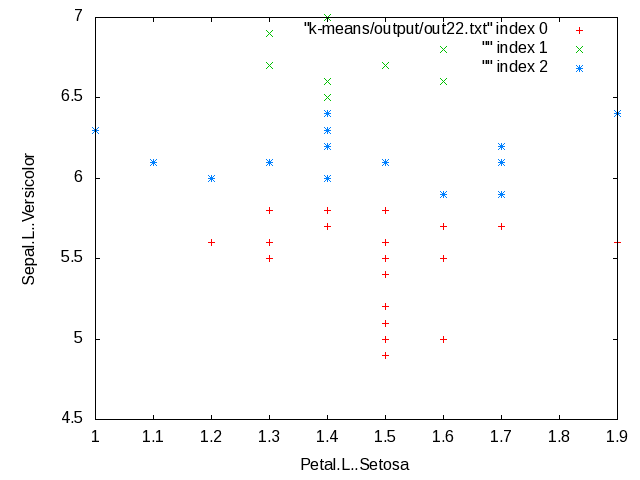 7
6.5
6
5.5
5
4.5
1 1.1 1.2 1.3 1.4 1.5 1.6 1.7 1.8 1.9
Sepal.L..Versicolor
Petal.L..Setosa
"k-means/output/out22.txt" index 0
"" index 1
"" index 2